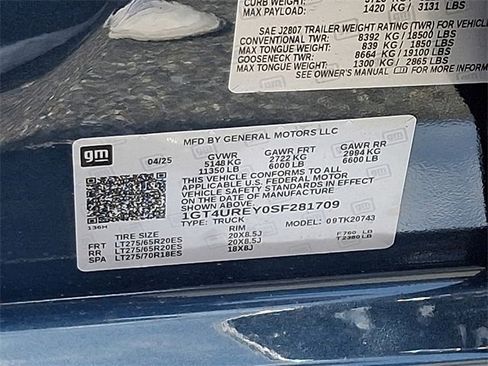 CURB WEIGHT:
MAX PAYLOAD: 1420 KG / 3131 LBS
SAE J2807 TRAILER WEIGHT RATING (TWR) FOR VEHICLE
CONVENTIONAL TWR: 8392 KG / 18500 LBS
MAX TONGUE WEIGHT: 839 KG / 1850 LBS
GOOSENECK TWR: 8664 KG / 19100 LBS
MAX TONGUE WEIGHT: 1300 KG / 2865 LBS
SEE OWNER'S MANUAL FOR MORE INFORM
gm
MFD BY GENERAL MOTORS LLC
04/25 GVWR GAWR FRT GAWR RR
5148 KG 2722 KG 2994 KG
11350 LB 6000 LB 6600 LB
THIS VEHICLE CONFORMS TO ALL
APPLICABLE U.S. FEDERAL MOTOR
VEHICLE SAFETY STANDARDS IN EFFECT
ON THE DATE OF MANUFACTURE
SHOWN ABOVE.
1GT4UREY0SF281709
136H TYPE: TRUCK MODEL: 09TK20743
TIRE SIZE RIM
FRT LT275/65R20ES 20X8.5J F760 LB
RR LT275/65R20ES 20X8.5J T2380LB
SPA LT275/70R18ES 18X8J